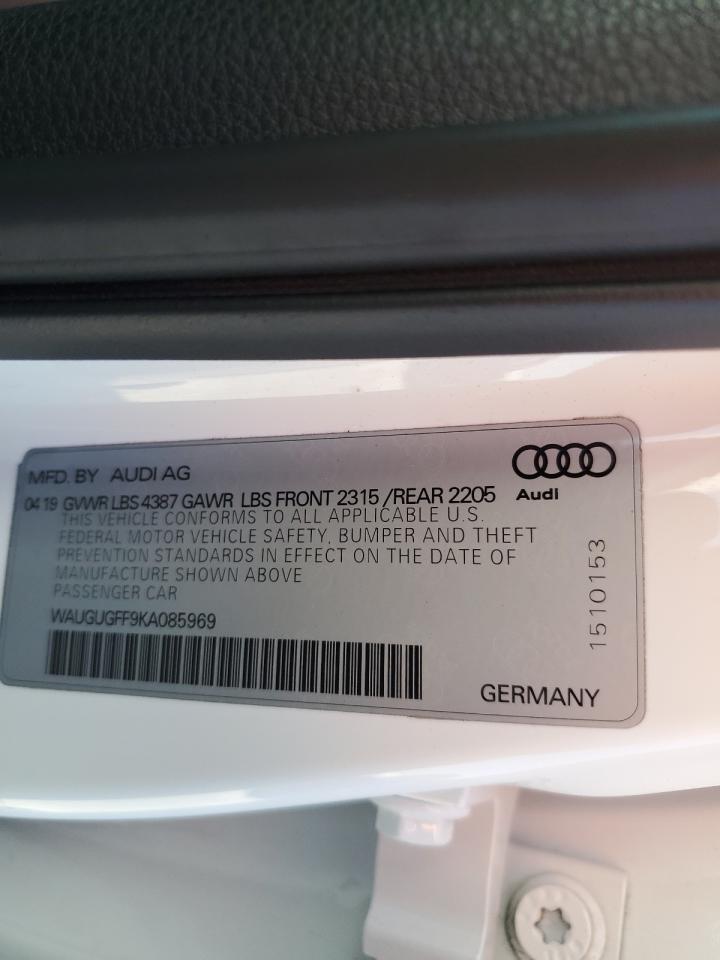 MFD. BY AUDI AG
04 19 GVWR LBS 4387 GAWR LBS FRONT 2315 /REAR 2205
Audi
THIS VEHICLE CONFORMS TO ALL APPLICABLE U.S.
FEDERAL MOTOR VEHICLE SAFETY, BUMPER AND THEFT
PREVENTION STANDARDS IN EFFECT ON THE DATE OF
MANUFACTURE SHOWN ABOVE
PASSENGER CAR
WAUGUGFF9KA085969
1510153
GERMANY